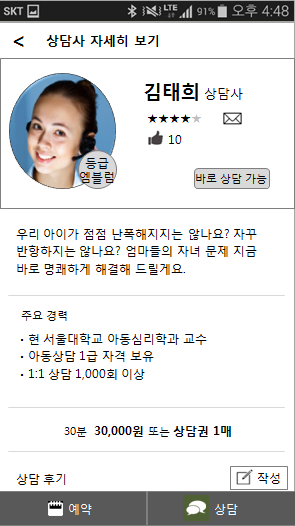 SKT LTE 91% 오후 4:48
< 상담사 자세히 보기
김태희 상담사
★★★★★
10
등급
엠블럼
바로 상담 가능
우리 아이가 점점 난폭해지지는 않나요? 자꾸
반항하지는 않나요? 엄마들의 자녀 문제 지금
바로 명쾌하게 해결해 드릴게요.
주요 경력
· 현 서울대학교 아동심리학과 교수
· 아동상담 1급 자격 보유
· 1:1 상담 1,000회 이상
30분 30,000원 또는 상담권 1매
상담 후기
작성
예약
상담